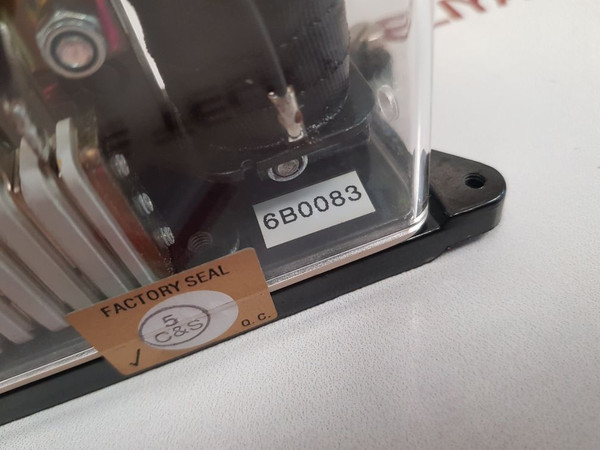 6B0083
FACTORY SEAL
5
C&S
✓
Q.C.